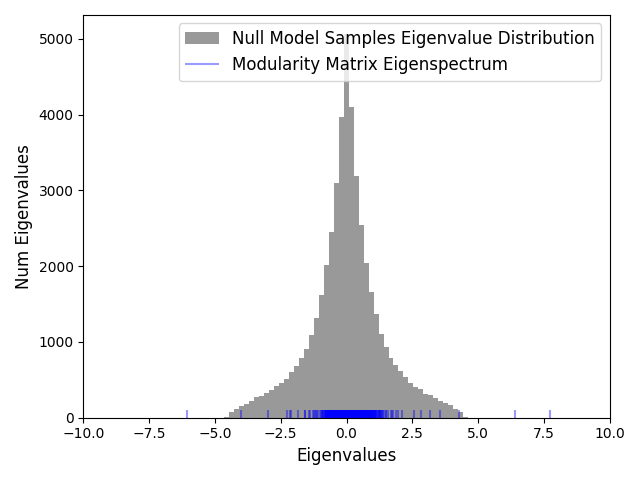 Null Model Samples Eigenvalue Distribution
Modularity Matrix Eigenspectrum
Num Eigenvalues
5000
4000
3000
2000
1000
0
−10.0 −7.5 −5.0 −2.5 0.0 2.5 5.0 7.5 10.0
Eigenvalues